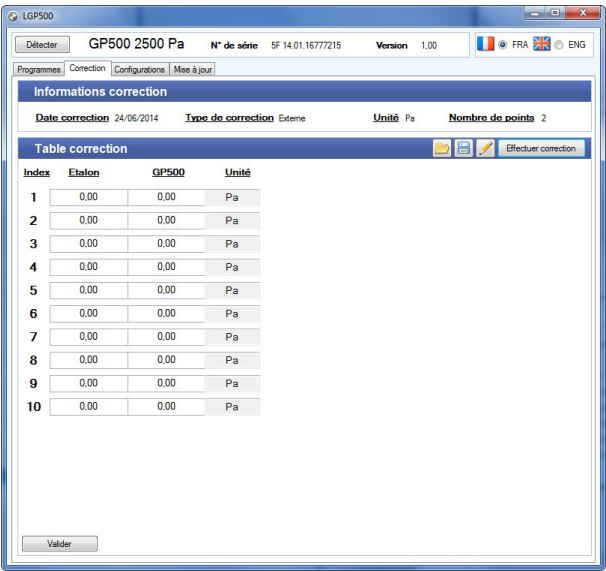 LGP500
Détecter GP500 2500 Pa N° de série 5F 14.01.16777215 Version 1,00 FRA ENG
Programmes Correction Configurations Mise à jour
Informations correction
Date correction 24/06/2014 Type de correction Externe Unité Pa Nombre de points 2
Table correction Effectuer correction
Index Etalon GP500 Unité
1 0,00 0,00 Pa
2 0,00 0,00 Pa
3 0,00 0,00 Pa
4 0,00 0,00 Pa
5 0,00 0,00 Pa
6 0,00 0,00 Pa
7 0,00 0,00 Pa
8 0,00 0,00 Pa
9 0,00 0,00 Pa
10 0,00 0,00 Pa
Valider